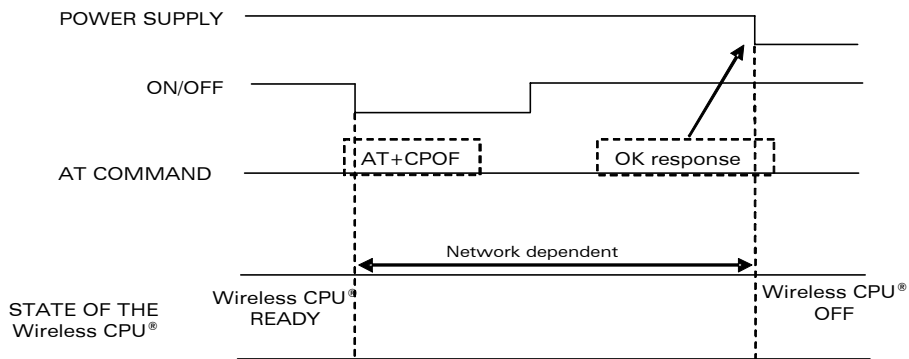 POWER SUPPLY
ON/OFF
AT COMMAND
AT+CPOF
OK response
Network dependent
STATE OF THE
Wireless CPU®
Wireless CPU®
READY
Wireless CPU®
OFF